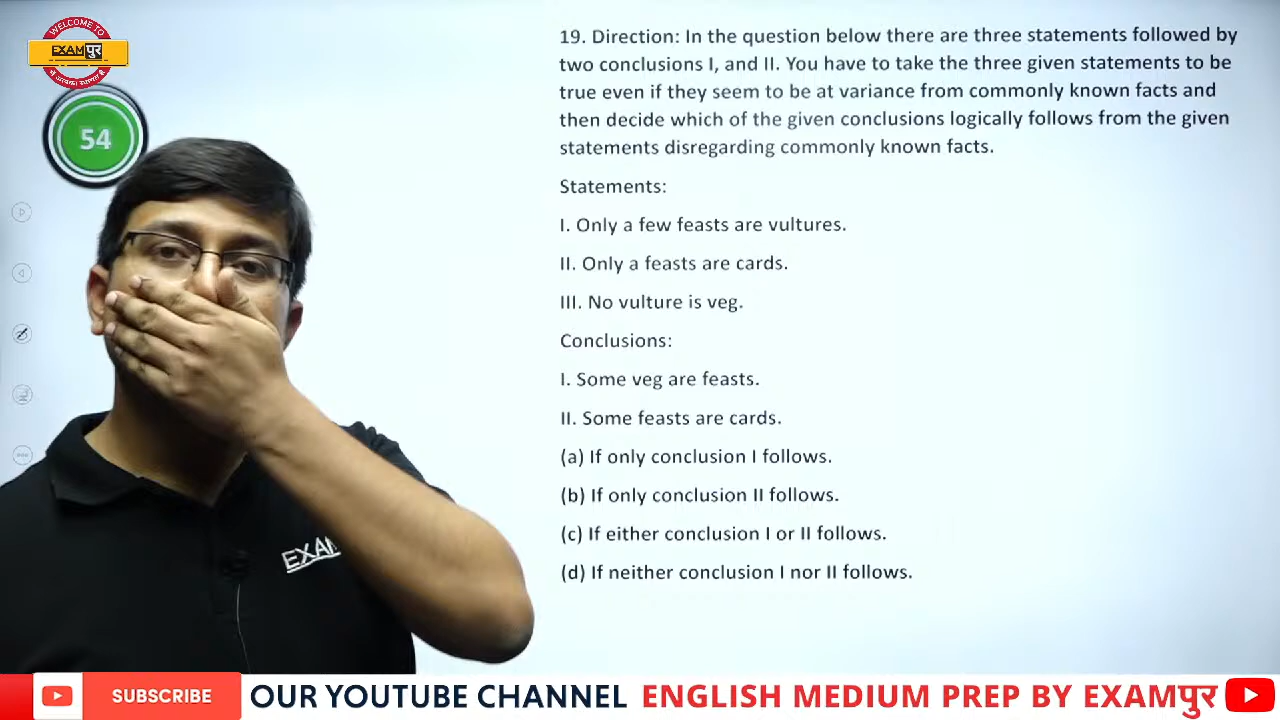 WELCOME TO
EXAMपुर
54
19. Direction: In the question below there are three statements followed by
two conclusions I, and II. You have to take the three given statements to be
true even if they seem to be at variance from commonly known facts and
then decide which of the given conclusions logically follows from the given
statements disregarding commonly known facts.
Statements:
I. Only a few feasts are vultures.
II. Only a feasts are cards.
III. No vulture is veg.
Conclusions:
I. Some veg are feasts.
II. Some feasts are cards.
(a) If only conclusion I follows.
(b) If only conclusion II follows.
(c) If either conclusion I or II follows.
(d) If neither conclusion I nor II follows.
EXAM
SUBSCRIBE OUR YOUTUBE CHANNEL ENGLISH MEDIUM PREP BY EXAMपुर